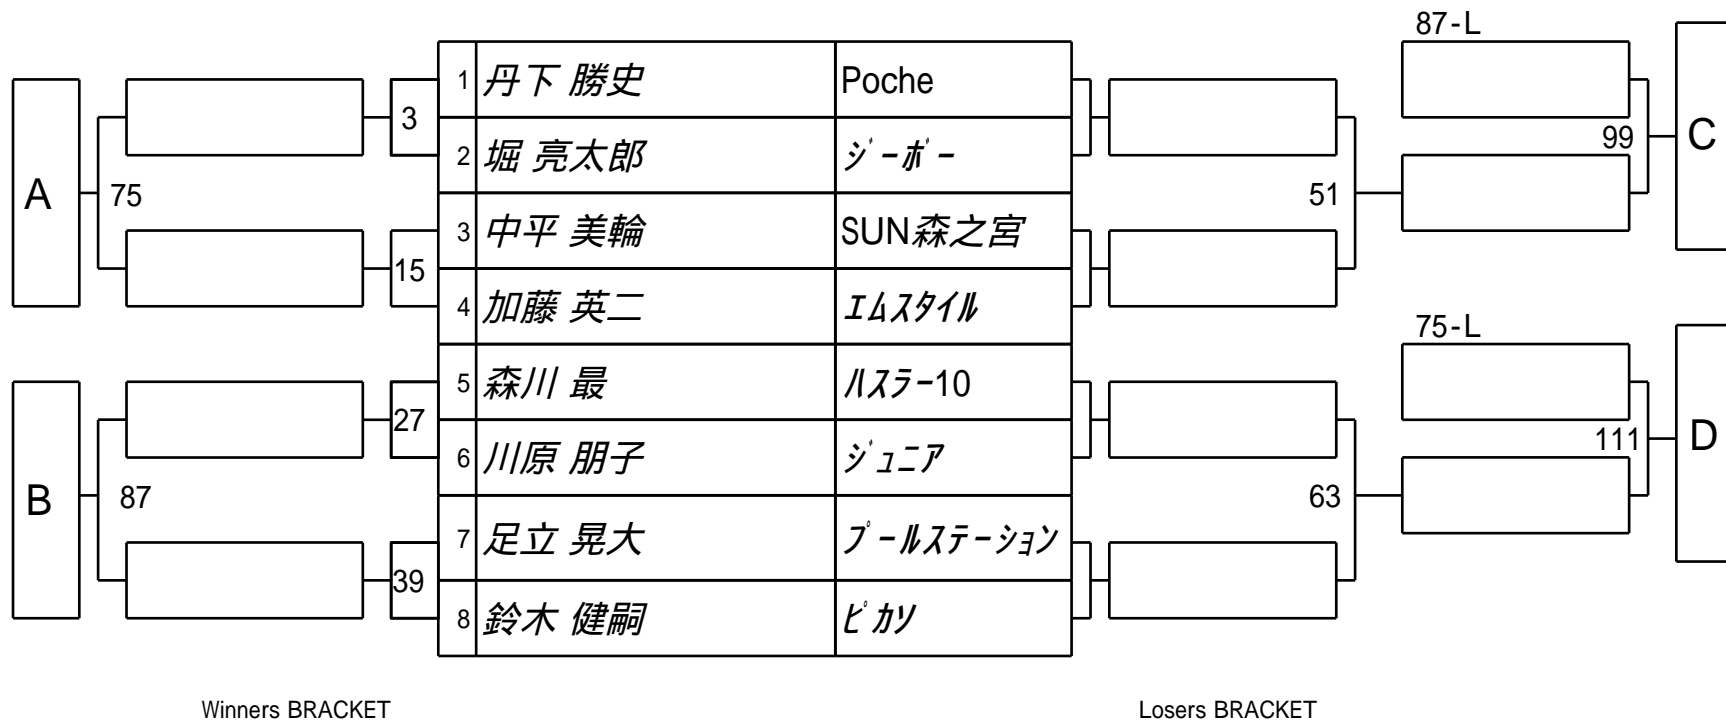 87-L
1 丹下 勝史 Poche
3
2 堀 亮太郎 ジーボー
99
C
A
75
51
3 中平 美輪 SUN森之宮
15
4 加藤 英二 エムスタイル
75-L
5 森川 最 ハスラー10
27
111
D
6 川原 朋子 ジュニア
B
87
63
7 足立 晃大 プールステーション
39
8 鈴木 健嗣 ピカソ
Winners BRACKET
Losers BRACKET